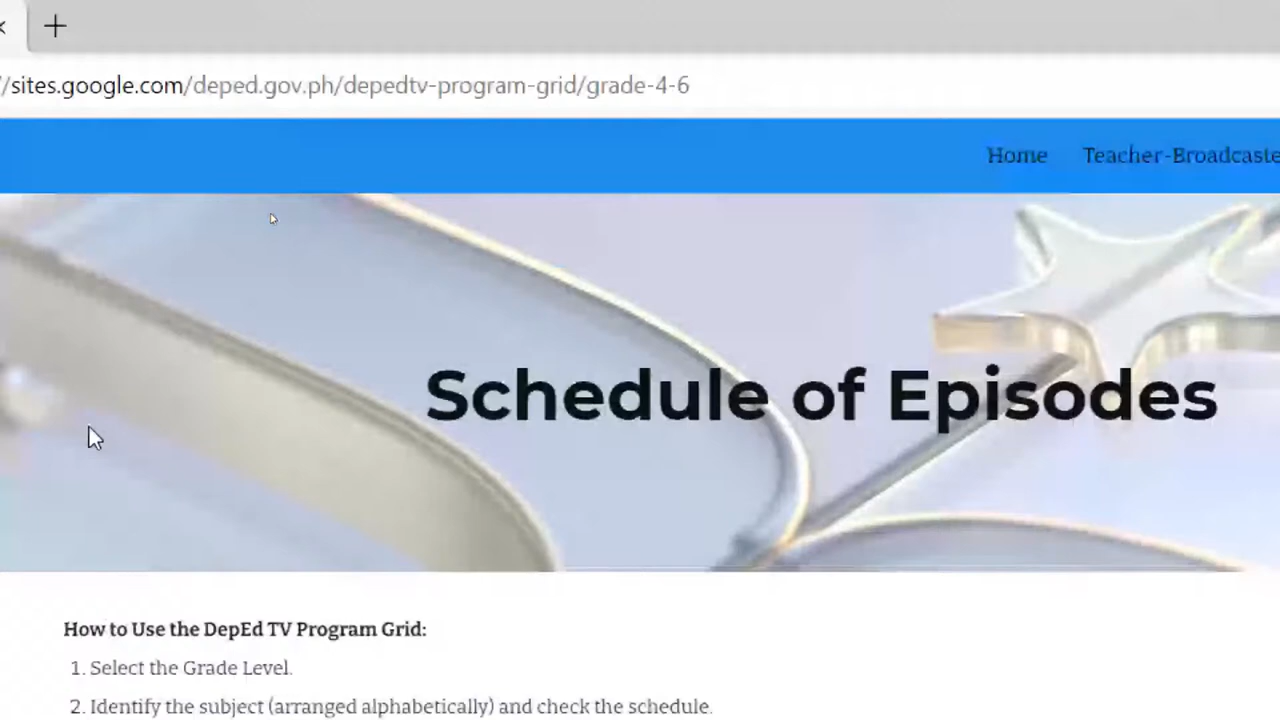 //sites.google.com/deped.gov.ph/depedtv-program-grid/grade-4-6
Home Teacher-Broadcaste
Schedule of Episodes
How to Use the DepEd TV Program Grid:
1. Select the Grade Level.
2. Identify the subject (arranged alphabetically) and check the schedule.